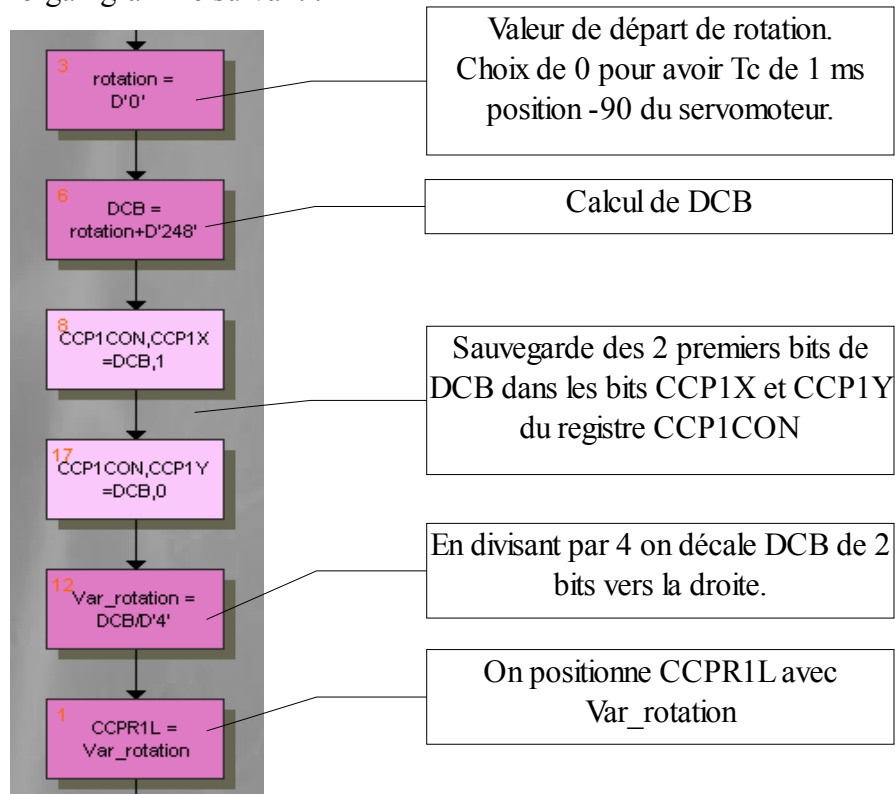 3
rotation =
D'0'
Valeur de départ de rotation.
Choix de 0 pour avoir Tc de 1 ms
position -90 du servomoteur.
6
DCB =
rotation+D'248'
Calcul de DCB
8
CCP1CON,CCP1X
=DCB,1
Sauvegarde des 2 premiers bits de
DCB dans les bits CCP1X et CCP1Y
du registre CCP1CON
17
CCP1CON,CCP1Y
=DCB,0
En divisant par 4 on décale DCB de 2
bits vers la droite.
12
Var_rotation =
DCB/D'4'
On positionne CCPR1L avec
Var_rotation
1
CCPR1L =
Var_rotation